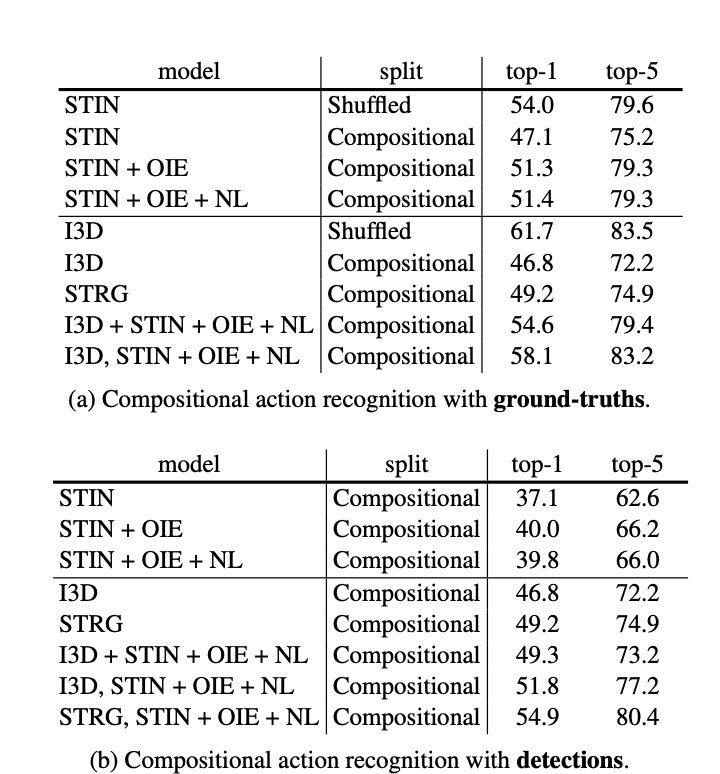 model split top-1 top-5
STIN Shuffled 54.0 79.6
STIN Compositional 47.1 75.2
STIN + OIE Compositional 51.3 79.3
STIN + OIE + NL Compositional 51.4 79.3
I3D Shuffled 61.7 83.5
I3D Compositional 46.8 72.2
STRG Compositional 49.2 74.9
I3D + STIN + OIE + NL Compositional 54.6 79.4
I3D, STIN + OIE + NL Compositional 58.1 83.2
(a) Compositional action recognition with ground-truths.
model split top-1 top-5
STIN Compositional 37.1 62.6
STIN + OIE Compositional 40.0 66.2
STIN + OIE + NL Compositional 39.8 66.0
I3D Compositional 46.8 72.2
STRG Compositional 49.2 74.9
I3D + STIN + OIE + NL Compositional 49.3 73.2
I3D, STIN + OIE + NL Compositional 51.8 77.2
STRG, STIN + OIE + NL Compositional 54.9 80.4
(b) Compositional action recognition with detections.